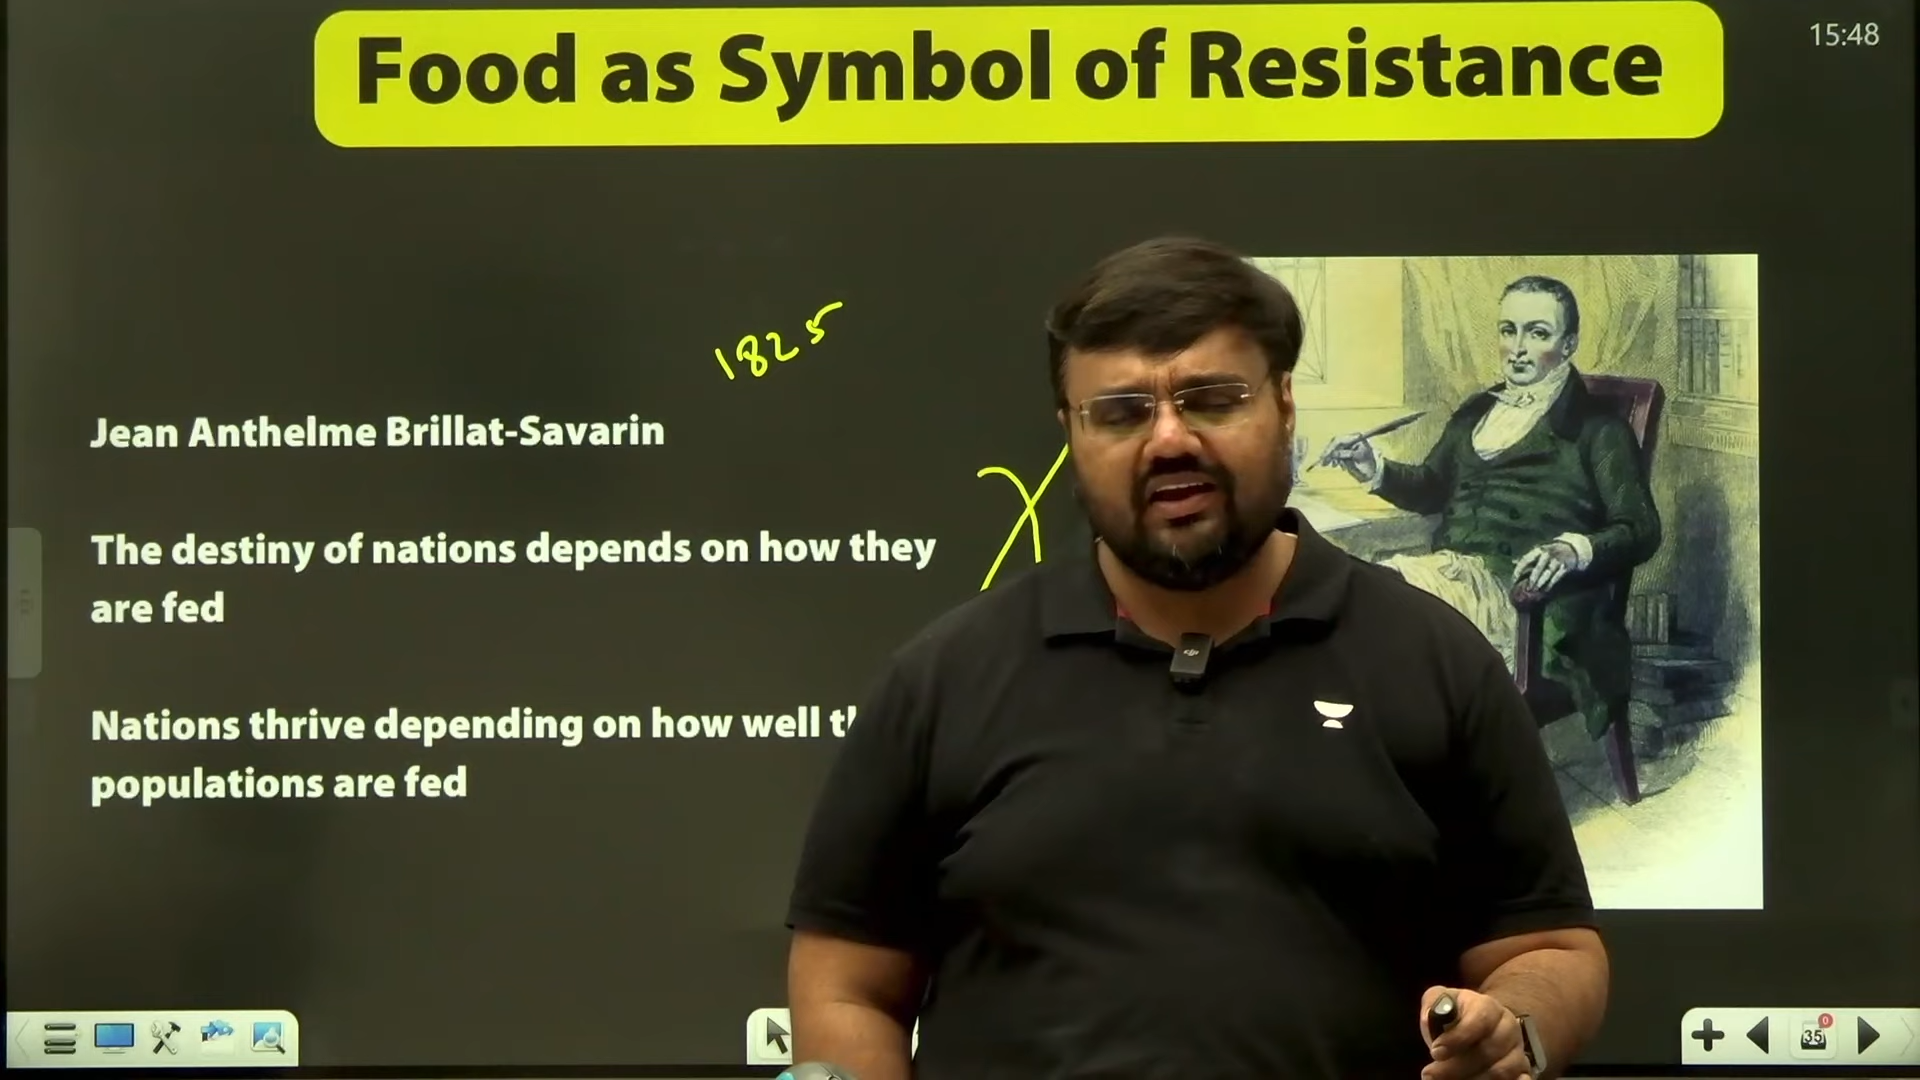 Food as Symbol of Resistance
15:48
1825
Jean Anthelme Brillat-Savarin
The destiny of nations depends on how they
are fed
Nations thrive depending on how well
populations are fed
35
0